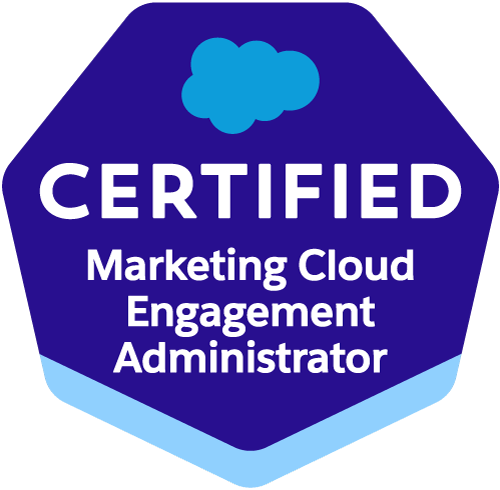 CERTIFIED
Marketing Cloud
Engagement
Administrator